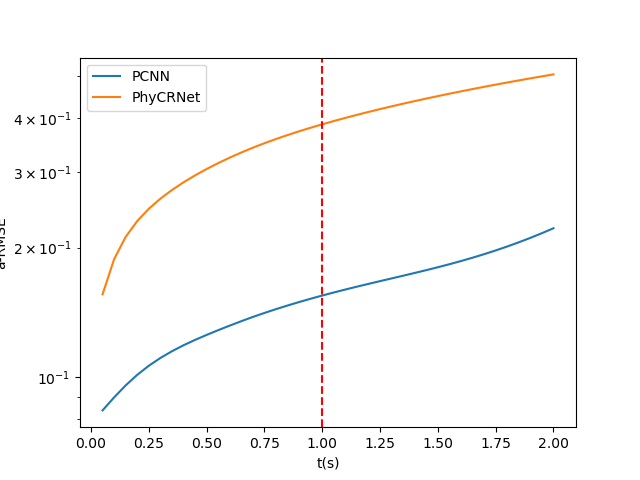 PCNN
PhyCRNet
4 × 10⁻¹
3 × 10⁻¹
2 × 10⁻¹
10⁻¹
a-RMSE
0.00 0.25 0.50 0.75 1.00 1.25 1.50 1.75 2.00
t(s)